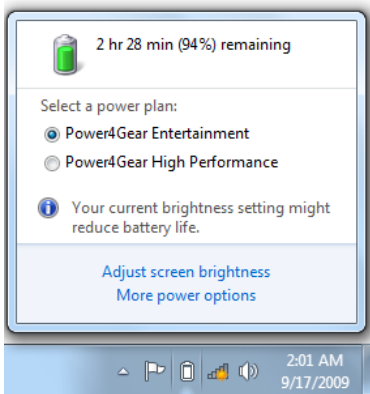 2 hr 28 min (94%) remaining
Select a power plan:
Power4Gear Entertainment
Power4Gear High Performance
Your current brightness setting might
reduce battery life.
Adjust screen brightness
More power options
2:01 AM
9/17/2009